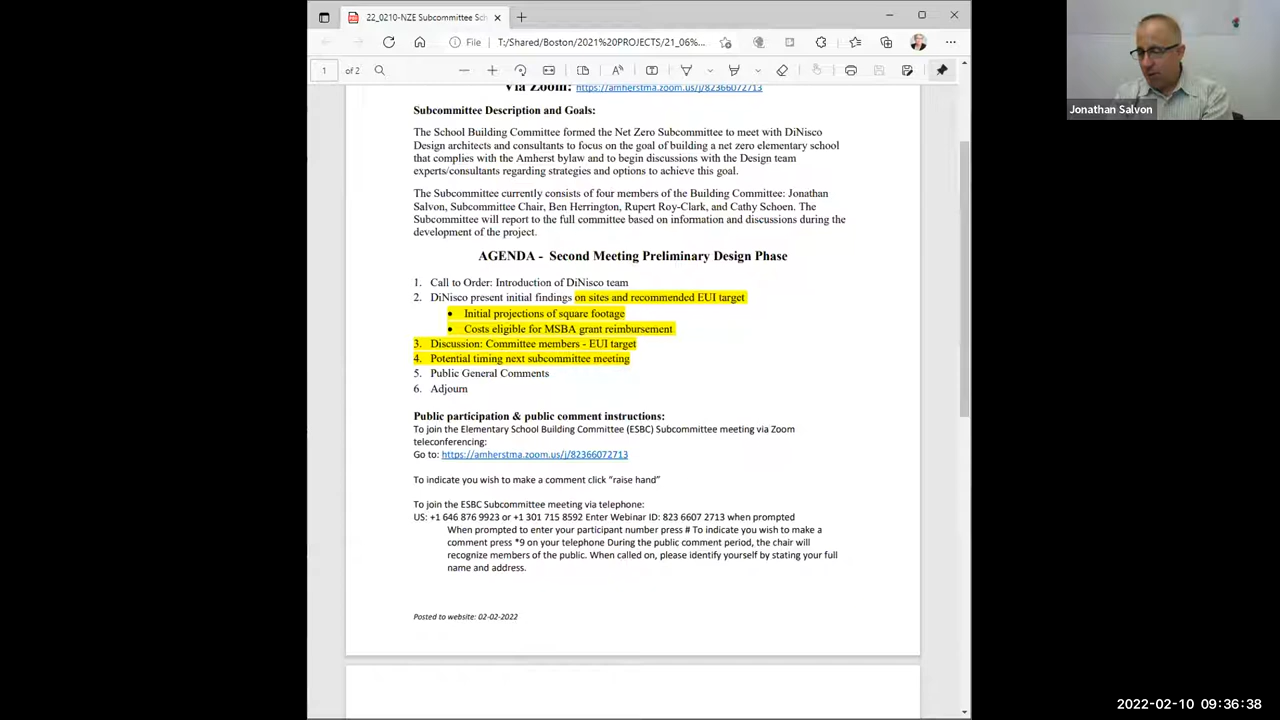 22_0210-NZE Subcommittee Sch
File
T:/Shared/Boston/2021%20PROJECTS/21_06%...
1 of 2
Via Zoom: https://amherstma.zoom.us/j/82366072713
Subcommittee Description and Goals:
The School Building Committee formed the Net Zero Subcommittee to meet with DiNisco
Design architects and consultants to focus on the goal of building a net zero elementary school
that complies with the Amherst bylaw and to begin discussions with the Design team
experts/consultants regarding strategies and options to achieve this goal.
The Subcommittee currently consists of four members of the Building Committee: Jonathan
Salvon, Subcommittee Chair, Ben Herrington, Rupert Roy-Clark, and Cathy Schoen. The
Subcommittee will report to the full committee based on information and discussions during the
development of the project.
AGENDA - Second Meeting Preliminary Design Phase
1. Call to Order: Introduction of DiNisco team
2. DiNisco present initial findings on sites and recommended EUI target
• Initial projections of square footage
• Costs eligible for MSBA grant reimbursement
3. Discussion: Committee members - EUI target
4. Potential timing next subcommittee meeting
5. Public General Comments
6. Adjourn
Public participation & public comment instructions:
To join the Elementary School Building Committee (ESBC) Subcommittee meeting via Zoom
teleconferencing:
Go to: https://amherstma.zoom.us/j/82366072713
To indicate you wish to make a comment click "raise hand"
To join the ESBC Subcommittee meeting via telephone:
US: +1 646 876 9923 or +1 301 715 8592 Enter Webinar ID: 823 6607 2713 when prompted
When prompted to enter your participant number press # To indicate you wish to make a
comment press *9 on your telephone During the public comment period, the chair will
recognize members of the public. When called on, please identify yourself by stating your full
name and address.
Posted to website: 02-02-2022
Jonathan Salvon
2022-02-10 09:36:38